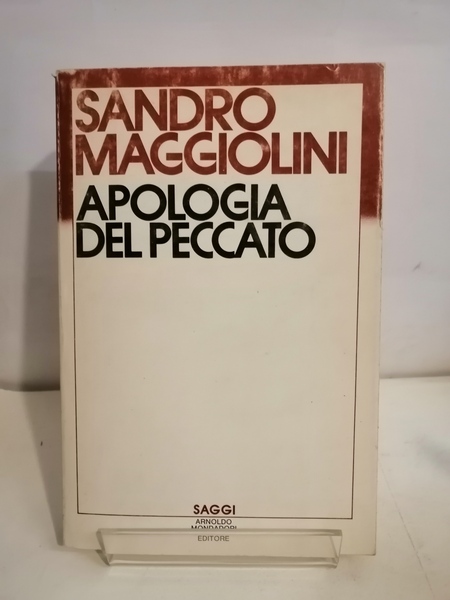 SANDRO
MAGGIOLINI
APOLOGIA
DEL PECCATO
SAGGI
ARNOLDO
MONDADORI
EDITORE